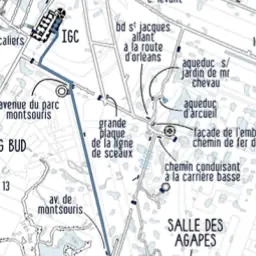 caliers
IGC
bd st jacques
allant
à la route
d'orléans
aqueduc s/
jardin de mr
chevau
avenue du parc
montsouris
grande
plaque
de la ligne
de sceaux
aqueduc
d'arcueil
façade de l'emb
chemin de fer d
chemin conduisant
à la carrière basse
G BUD
13
av. de
montsouris
SALLE DES
AGAPES